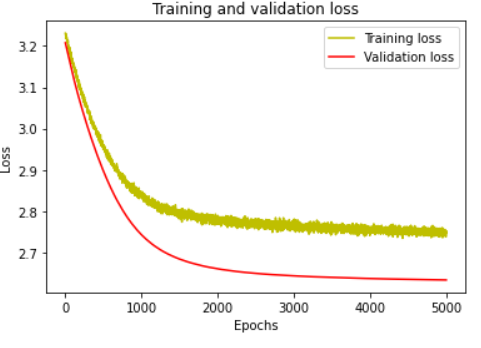 Training and validation loss
Training loss
Validation loss
Loss
3.2
3.1
3.0
2.9
2.8
2.7
0 1000 2000 3000 4000 5000
Epochs